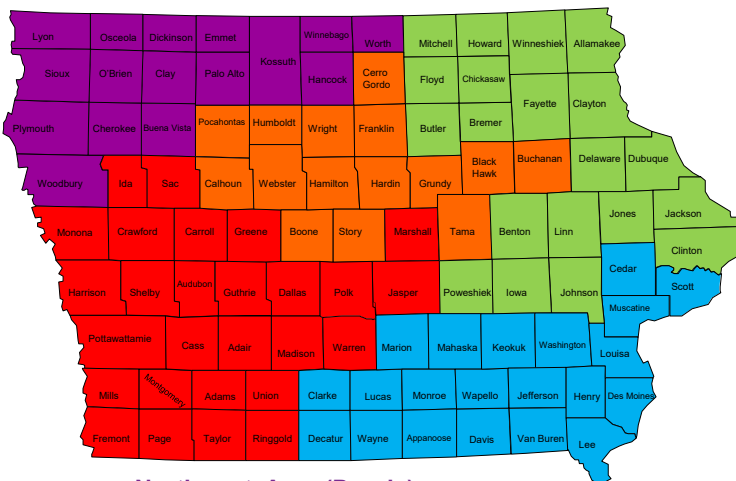 Lyon Osceola Dickinson Emmet Winnebago Worth Mitchell Howard Winneshiek Allamakee
Kossuth
Sioux O'Brien Clay Palo Alto Hancock Cerro Gordo Floyd Chickasaw
Fayette Clayton
Plymouth Cherokee Buena Vista Pocahontas Humboldt Wright Franklin Butler Bremer
Woodbury Ida Sac Calhoun Webster Hamilton Hardin Grundy Black Hawk Buchanan Delaware Dubuque
Monona Crawford Carroll Greene Boone Story Marshall Tama Benton Linn Jones Jackson
Clinton
Harrison Shelby Audubon Guthrie Dallas Polk Jasper Poweshiek Iowa Johnson Cedar Scott
Muscatine
Pottawattamie Cass Adair Madison Warren Marion Mahaska Keokuk Washington Louisa
Mills Montgomery Adams Union Clarke Lucas Monroe Wapello Jefferson Henry Des Moines
Fremont Page Taylor Ringgold Decatur Wayne Appanoose Davis Van Buren Lee